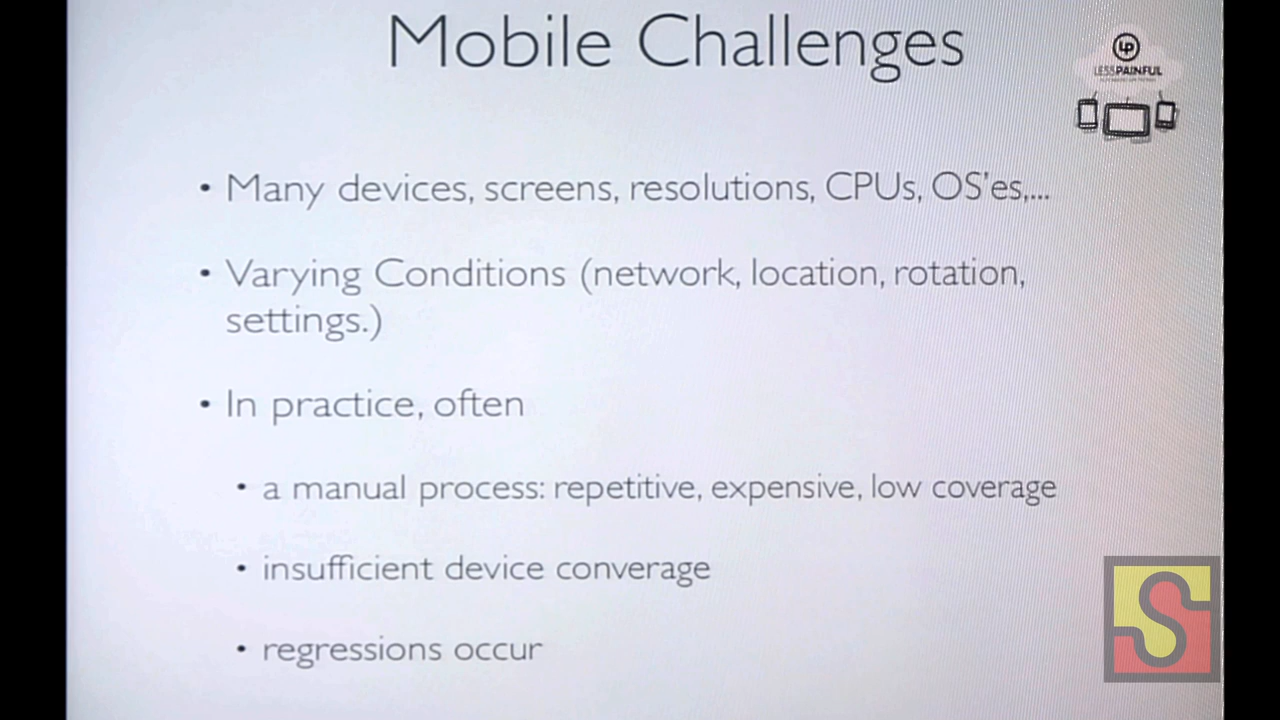 Mobile Challenges
LP
LESSPAINFUL
• Many devices, screens, resolutions, CPUs, OS'es,...
• Varying Conditions (network, location, rotation,
settings.)
• In practice, often
• a manual process: repetitive, expensive, low coverage
• insufficient device converage
• regressions occur
S